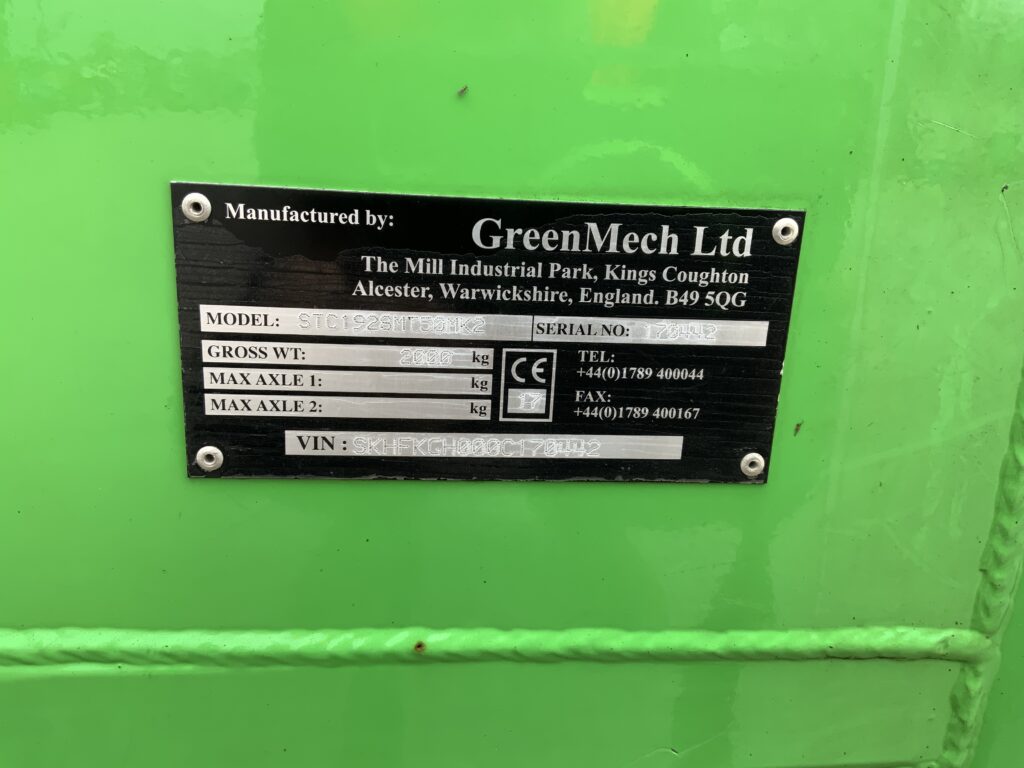 Manufactured by:
GreenMech Ltd
The Mill Industrial Park, Kings Coughton
Alcester, Warwickshire, England. B49 5QG
MODEL: STC1928MT50MK2 SERIAL NO: 170442
GROSS WT: 2000 kg
MAX AXLE 1: kg
MAX AXLE 2: kg
CE
17
TEL:
+44(0)1789 400044
FAX:
+44(0)1789 400167
VIN : SKHFKGH000C170442